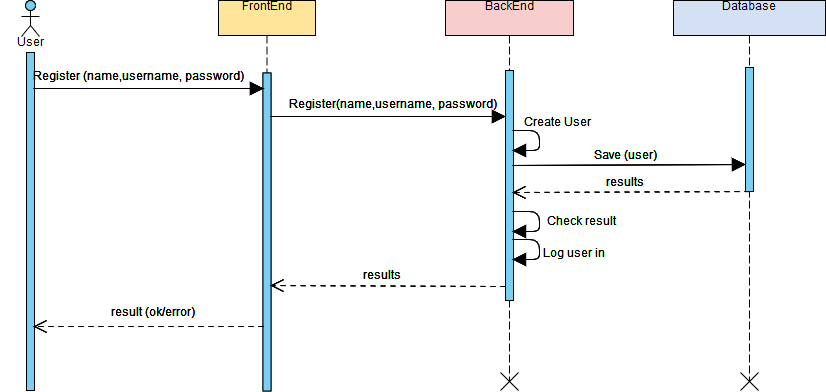 FrontEnd
BackEnd
Database
User
Register (name,username, password)
Register(name,username, password)
Create User
Save (user)
results
Check result
Log user in
results
result (ok/error)